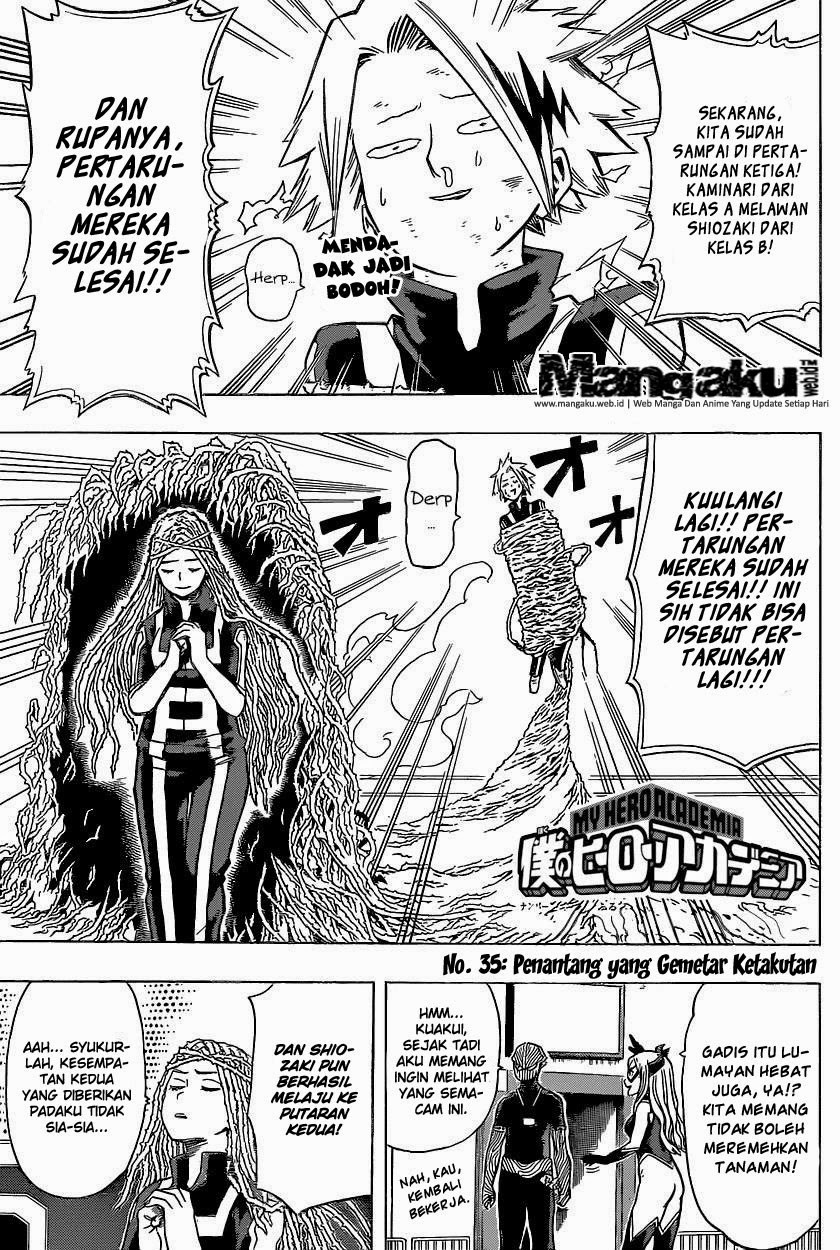 SEKARANG,
KITA SUDAH
SAMPAI DI PERTA-
RUNGAN KETIGA!
KAMINARI DARI
KELAS A MELAWAN
SHIOZAKI DARI
KELAS B!
DAN
RUPANYA,
PERTARU-
NGAN
MEREKA
SUDAH SE-
LESAI!!
MENDA-
DAK JADI
BODOH!
Herp...
Mangaku
web.id
www.mangaku.web.id | Web Manga Dan Anime Yang Update Setiap Hari
KUULANGI
LAGI!! PER-
TARUNGAN
MEREKA SUDAH
SELESAI!! INI
SIH TIDAK BISA
DISEBUT PER-
TARUNGAN
LAGI!!!
オオオ
Derp
...
MY HERO ACADEMIA
僕のヒーローアカデミア
No. 35: Penantang yang Gemetar Ketakutan
GADIS ITU LU-
MAYAN HEBAT
JUGA, YA!?
KITA MEMANG
TIDAK BOLEH
MEREMEHKAN
TANAMAN!
HMM...
KUAKUI,
SEJAK TADI
AKU MEMANG
INGIN MELIHAT
YANG SEMA-
CAM INI.
NAH, KAU,
KEMBALI
BEKERJA.
DAN SHIO-
ZAKI PUN
BERHASIL
MELAJU KE
PUTARAN
KEDUA!
AAH... SYUKUR-
LAH, KESEMPA-
TAN KEDUA
YANG DIBERIKAN
PADAKU TIDAK
SIA-SIA...